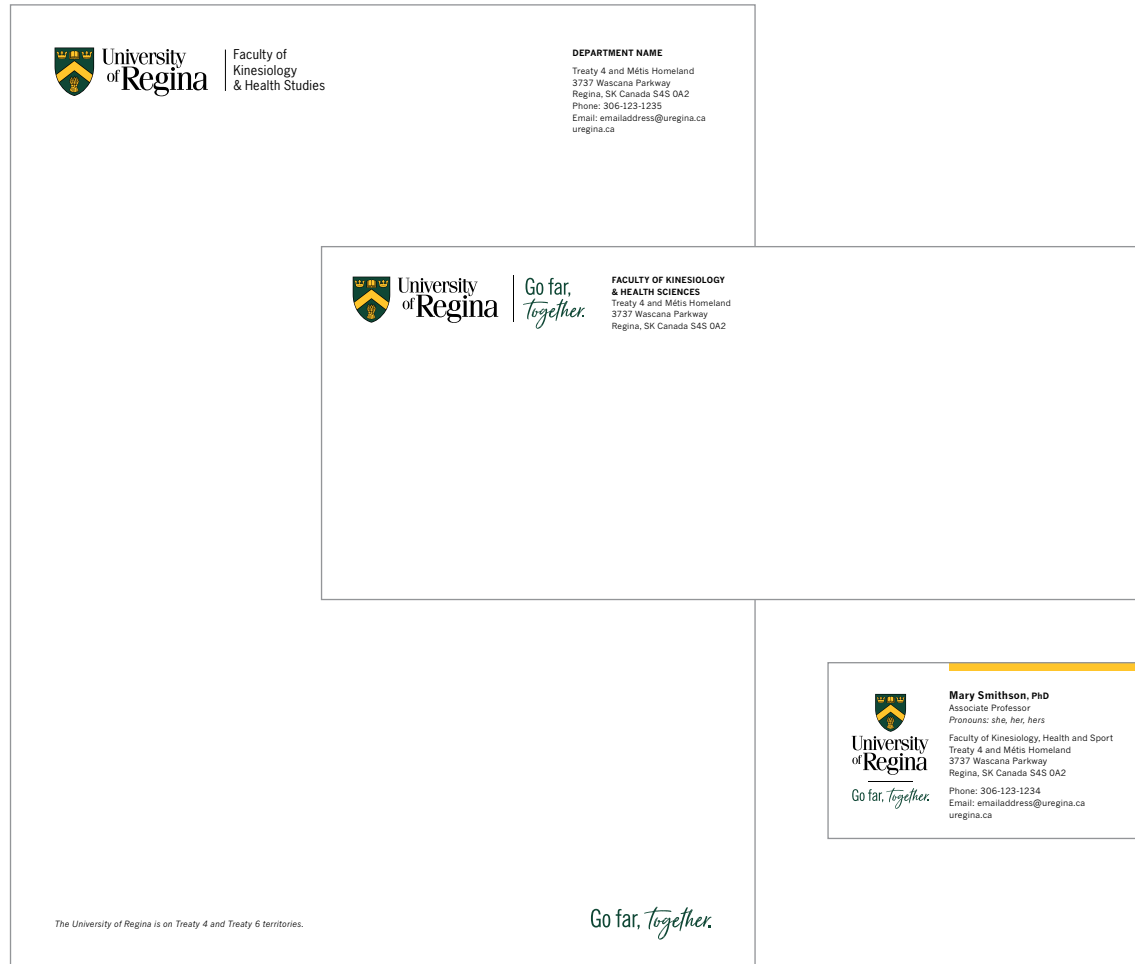 University
of Regina
Faculty of
Kinesiology
& Health Studies
DEPARTMENT NAME
Treaty 4 and Métis Homeland
3737 Wascana Parkway
Regina, SK Canada S4S 0A2
Phone: 306-123-1235
Email: emailaddress@uregina.ca
uregina.ca
University
of Regina
Go far,
Together.
FACULTY OF KINESIOLOGY
& HEALTH SCIENCES
Treaty 4 and Métis Homeland
3737 Wascana Parkway
Regina, SK Canada S4S 0A2
University
of Regina
Go far, Together.
Mary Smithson, PhD
Associate Professor
Pronouns: she, her, hers
Faculty of Kinesiology, Health and Sport
Treaty 4 and Métis Homeland
3737 Wascana Parkway
Regina, SK Canada S4S 0A2
Phone: 306-123-1234
Email: emailaddress@uregina.ca
uregina.ca
The University of Regina is on Treaty 4 and Treaty 6 territories.
Go far, Together.